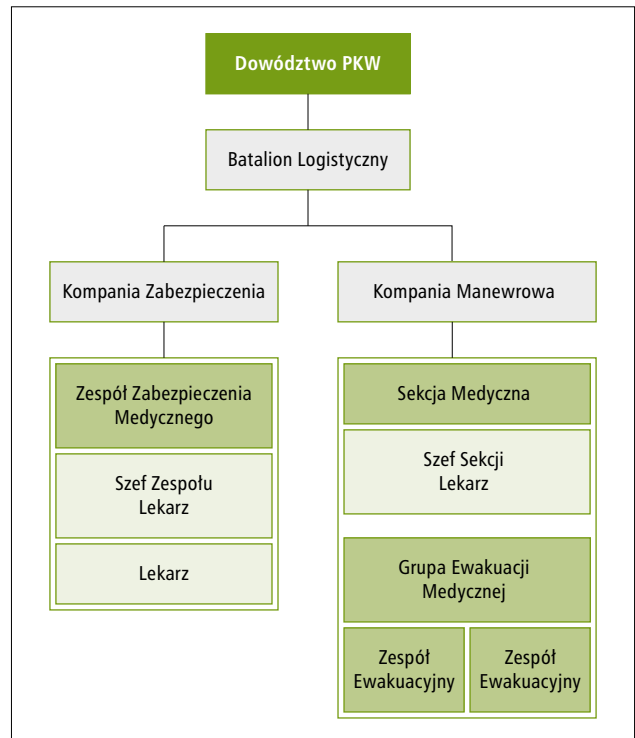 Dowództwo PKW
Batalion Logistyczny
Kompania Zabezpieczenia
Kompania Manewrowa
Zespół Zabezpieczenia
Medycznego
Szef Zespołu
Lekarz
Lekarz
Sekcja Medyczna
Szef Sekcji
Lekarz
Grupa Ewakuacji
Medycznej
Zespół
Ewakuacyjny
Zespół
Ewakuacyjny